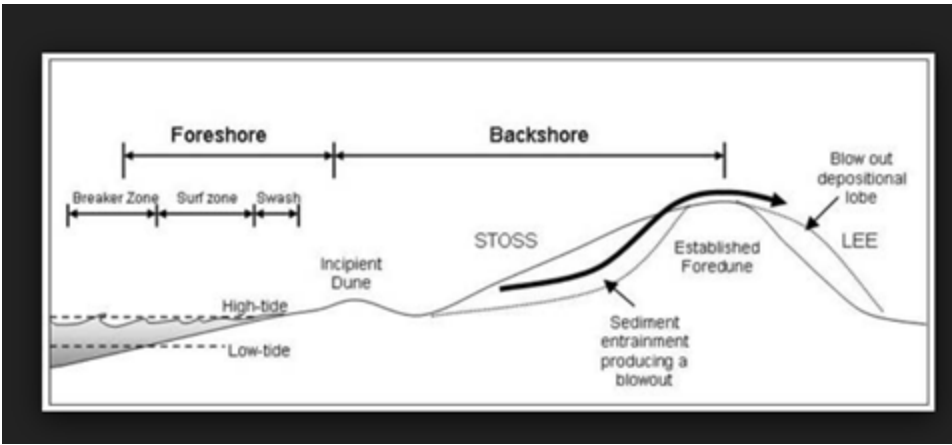 Foreshore
Backshore
Breaker Zone
Surf zone
Swash
Blow out
depositional
lobe
STOSS
LEE
Established
Foredune
Incipient
Dune
High-tide
Low-tide
Sediment
entrainment
producing a
blowout